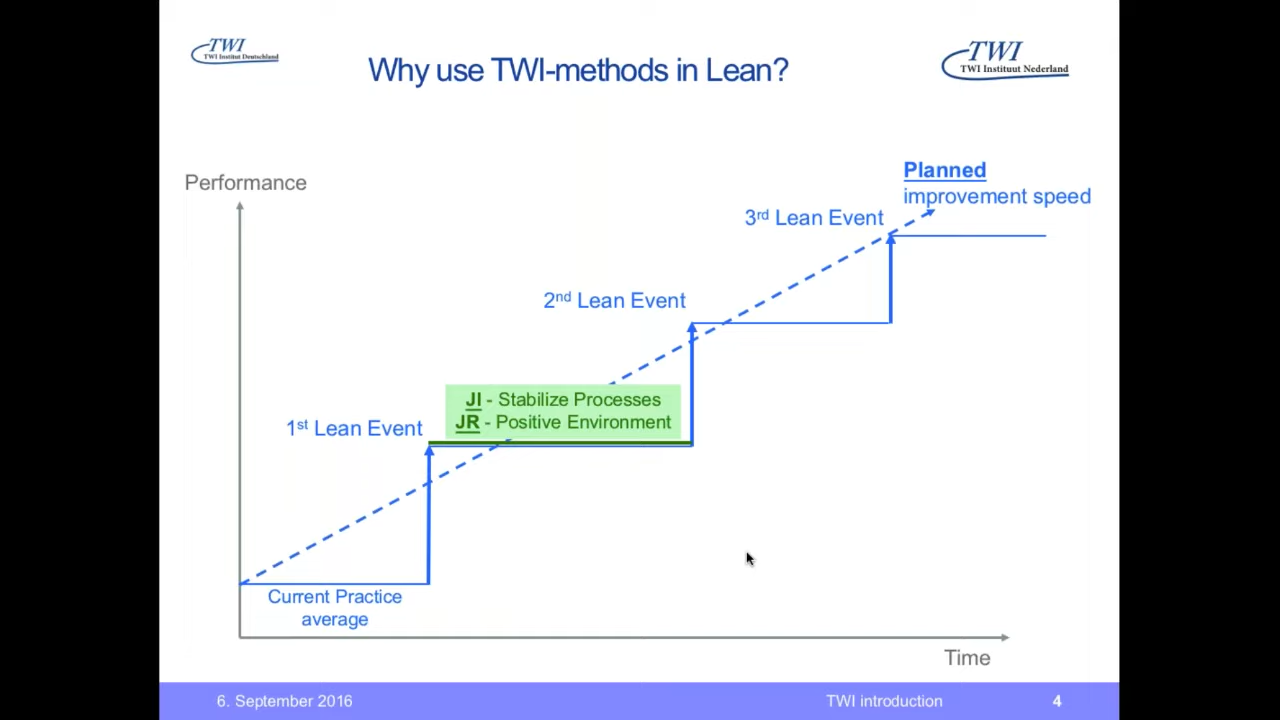 TWI
TWI Institut Deutschland
Why use TWI-methods in Lean?
TWI
TWI Instituut Nederland
Performance
Planned
improvement speed
3rd Lean Event
2nd Lean Event
JI - Stabilize Processes
JR - Positive Environment
1st Lean Event
Current Practice
average
Time
6. September 2016
TWI introduction
4